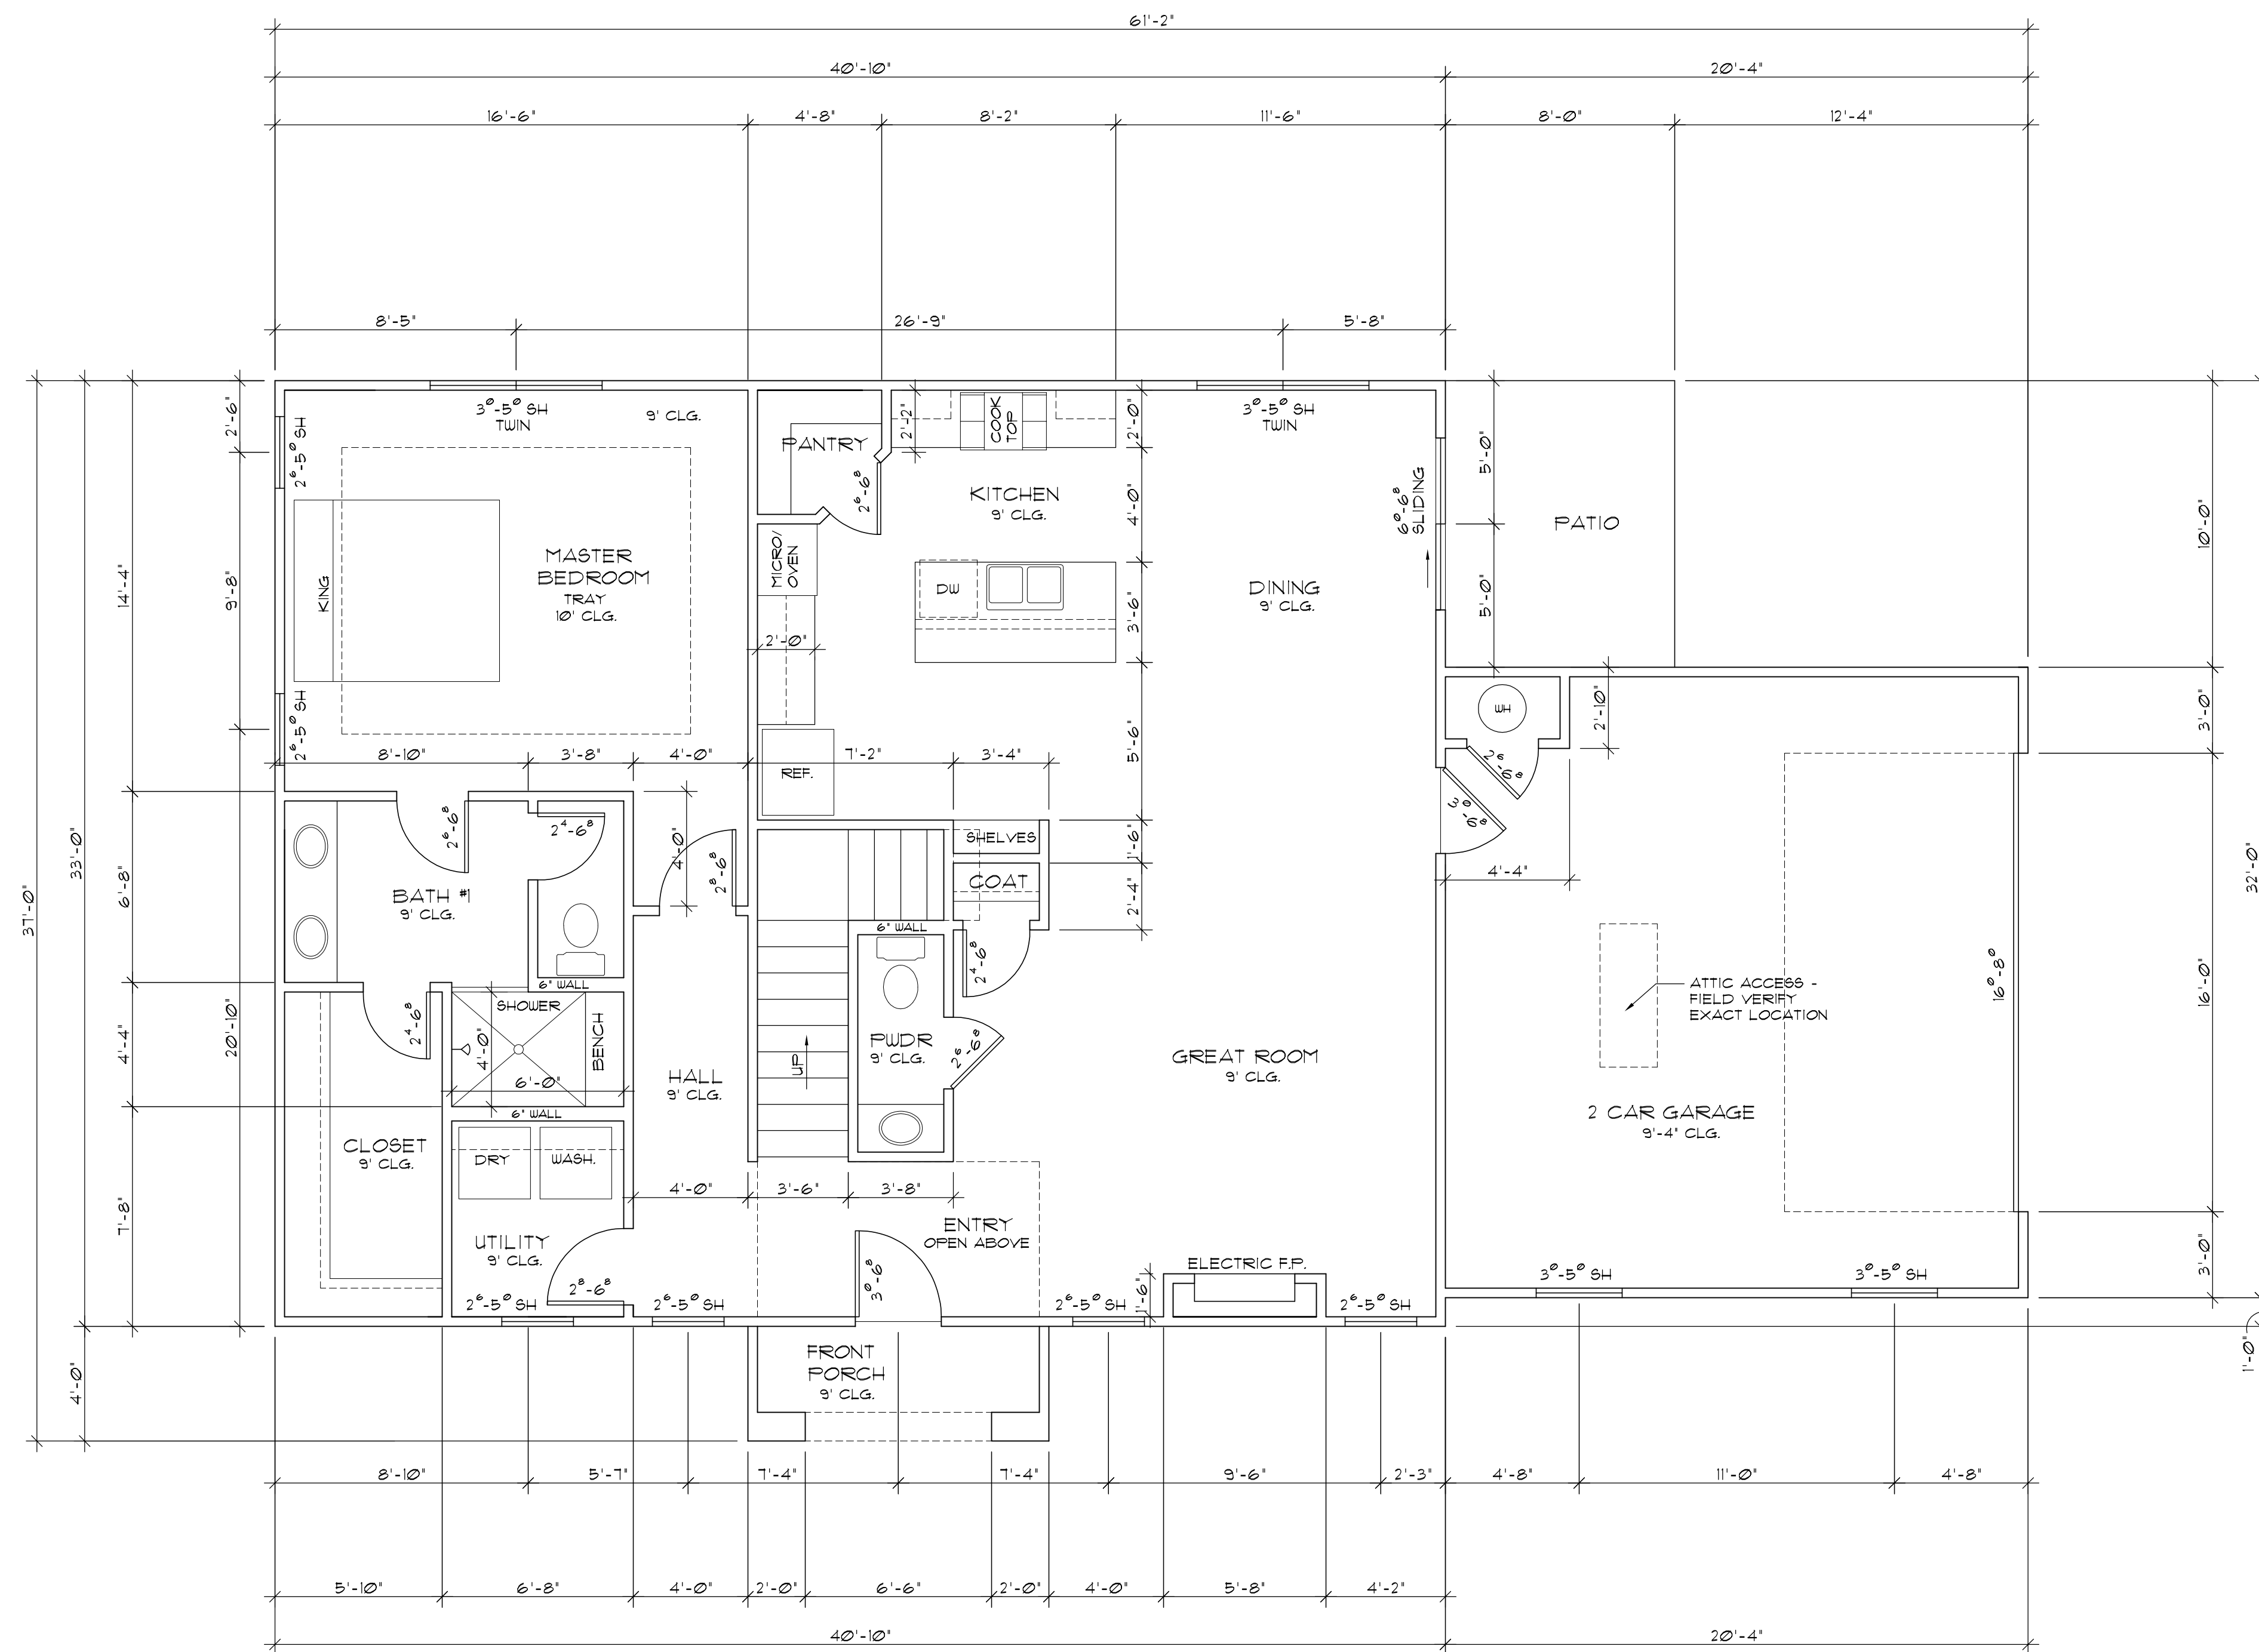 61'-2"
40'-10" 20'-4"
16'-6" 4'-8" 8'-2" 11'-6" 8'-0" 12'-4"
8'-5" 26'-9" 5'-8"
37'-0"
33'-0"
4'-0"
14'-4"
6'-8"
4'-4"
7'-8"
2'-6"
9'-8"
20'-10"
3⁰-5⁰ SH
TWIN
9' CLG.
2⁶-5⁰ SH
KING
MASTER
BEDROOM
TRAY
10' CLG.
2⁶-5⁰ SH
8'-10" 3'-8" 4'-0" 7'-2" 3'-4"
PANTRY
2⁶-6⁸
2'-2"
COOK
TOP
2'-0"
KITCHEN
9' CLG.
4'-0"
MICRO/
OVEN
DW
3'-6"
2'-0"
REF.
5'-6"
3⁰-5⁰ SH
TWIN
DINING
9' CLG.
6⁰-6⁸
SLIDING
5'-0"
5'-0"
PATIO
10'-0"
3'-0"
16'-0"
3'-0"
32'-0"
1'-0"
WH
2'-10"
2⁶-6⁸
3⁰-6⁸
4'-4"
2⁶-6⁸
2⁴-6⁸
BATH #1
9' CLG.
4'-0"
2⁸-6⁸
SHELVES
1'-6"
COAT
2'-4"
2⁴-6⁸
6" WALL
6" WALL
2⁴-6⁸
SHOWER
4'-0"
BENCH
6'-0"
6" WALL
UP
PWDR
9' CLG.
2⁶-6⁸
HALL
9' CLG.
GREAT ROOM
9' CLG.
ATTIC ACCESS -
FIELD VERIFY
EXACT LOCATION
16⁰-8⁰
2 CAR GARAGE
9'-4" CLG.
CLOSET
9' CLG.
DRY WASH.
4'-0" 3'-6" 3'-8"
UTILITY
9' CLG.
2⁸-6⁸
3⁰-6⁸
ENTRY
OPEN ABOVE
ELECTRIC F.P.
1'-6"
2⁶-5⁰ SH 2⁶-5⁰ SH 2⁶-5⁰ SH 2⁶-5⁰ SH
3⁰-5⁰ SH 3⁰-5⁰ SH
FRONT
PORCH
9' CLG.
8'-10" 5'-7" 7'-4" 7'-4" 9'-6" 2'-3" 4'-8" 11'-0" 4'-8"
5'-10" 6'-8" 4'-0" 2'-0" 6'-6" 2'-0" 4'-0" 5'-8" 4'-2"
40'-10" 20'-4"